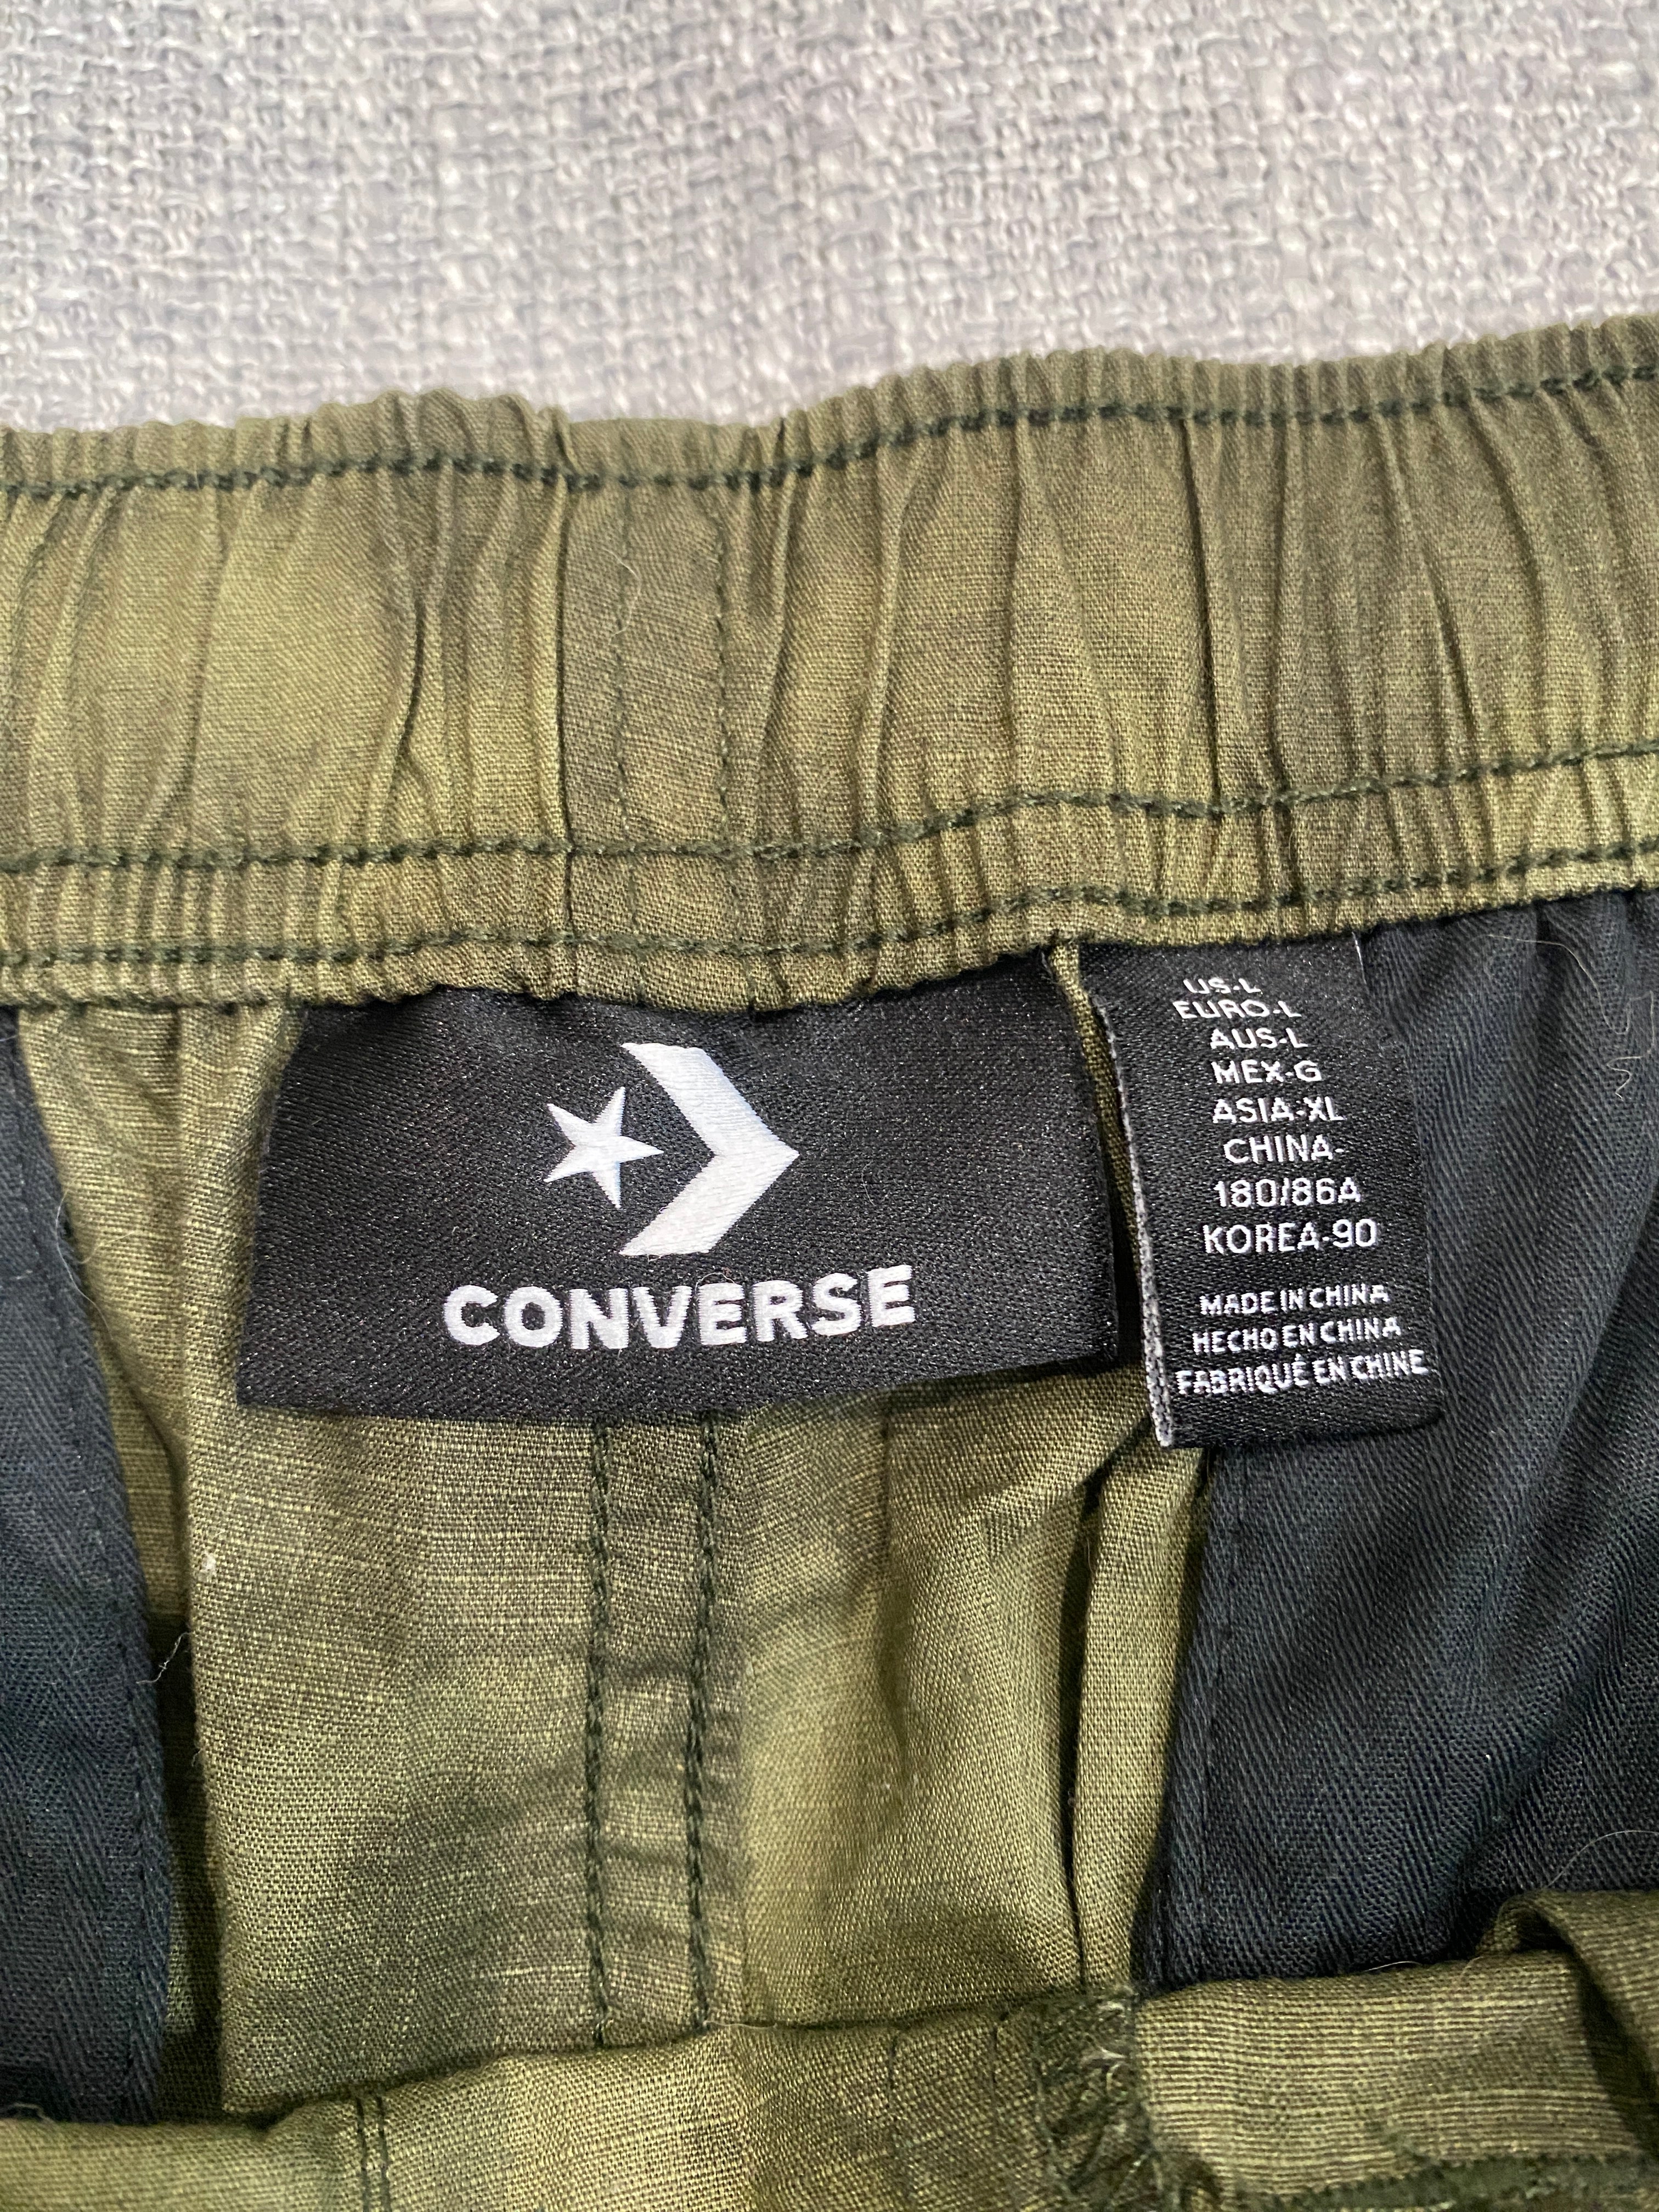 CONVERSE
US-L
EURO-L
AUS-L
MEX-G
ASIA-XL
CHINA-
180/86A
KOREA-90
MADE IN CHINA
HECHO EN CHINA
FABRIQUÉ EN CHINE